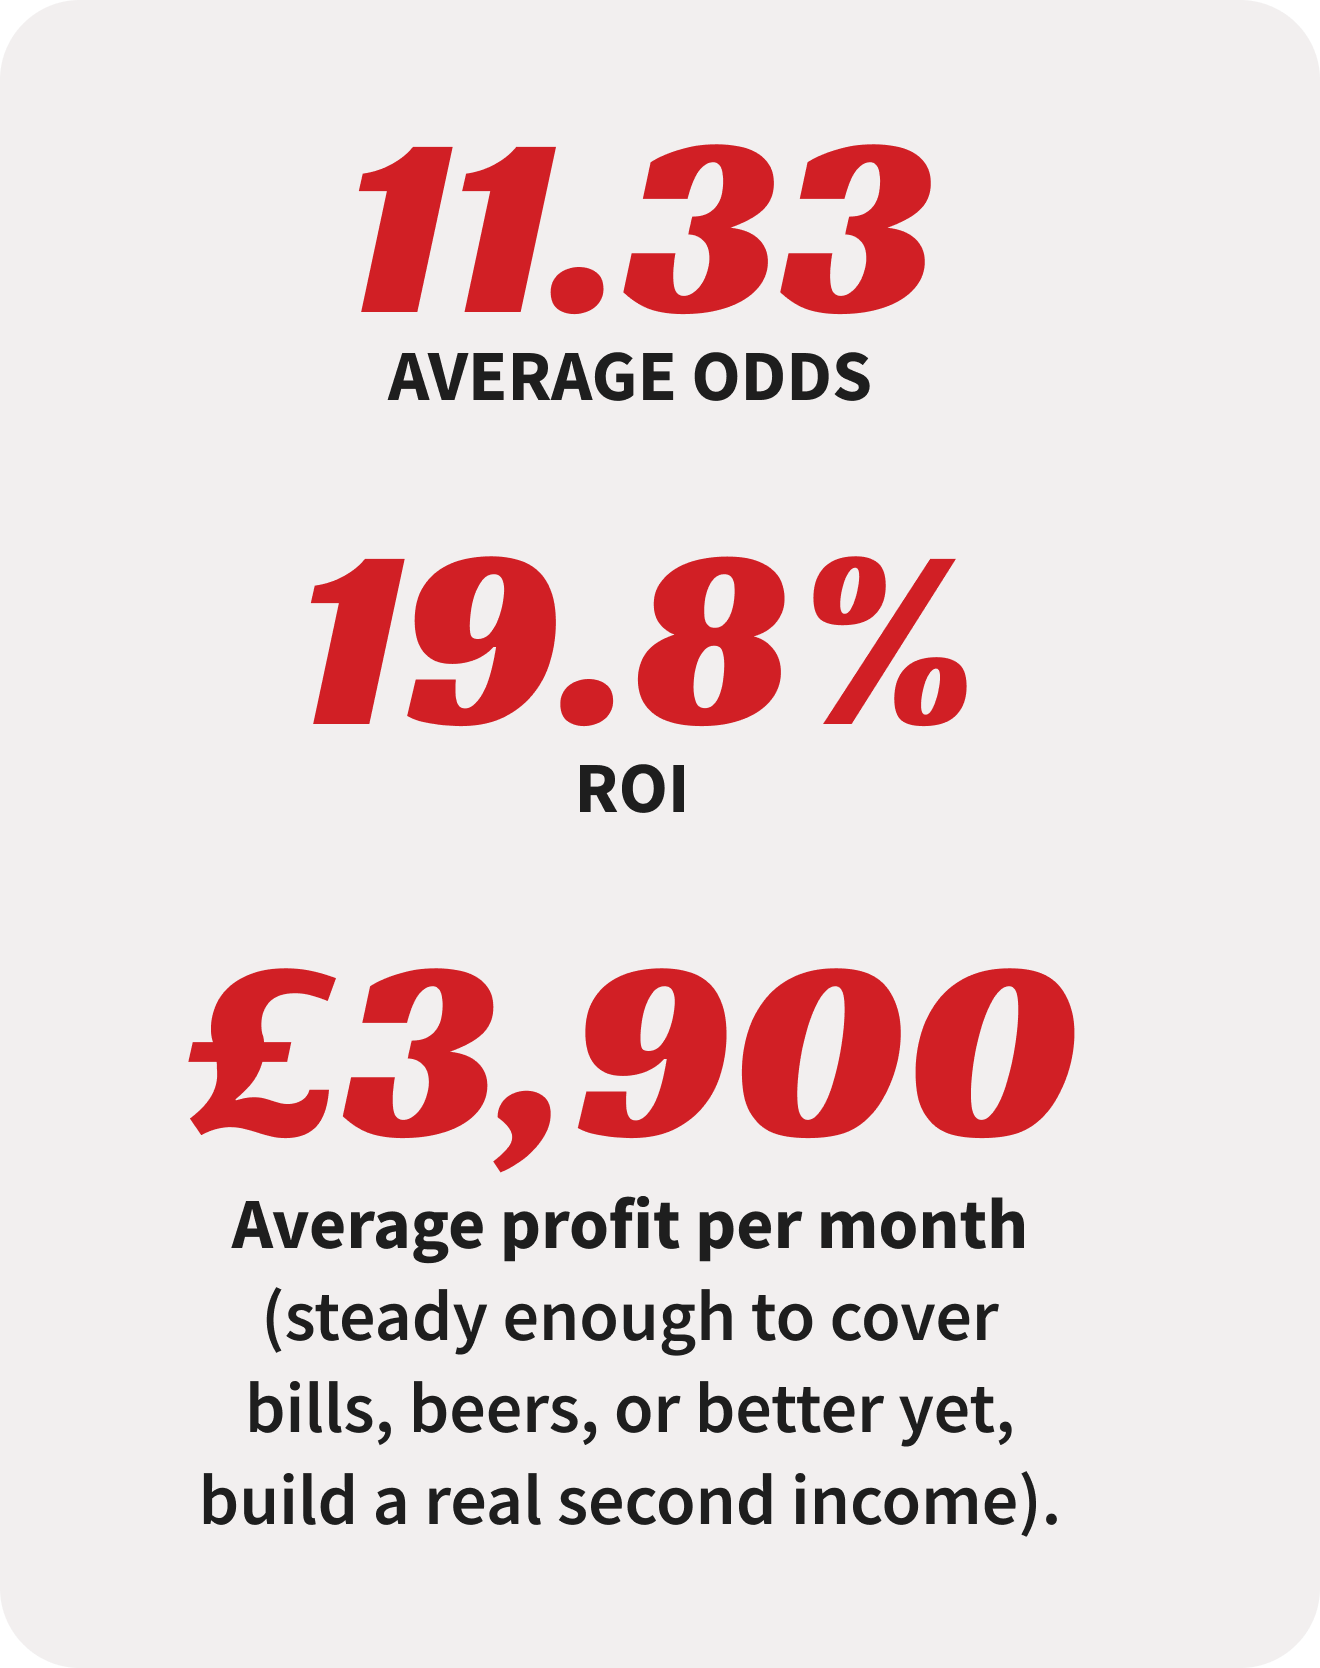 11.33
AVERAGE ODDS
19.8%
ROI
£3,900
Average profit per month
(steady enough to cover
bills, beers, or better yet,
build a real second income).